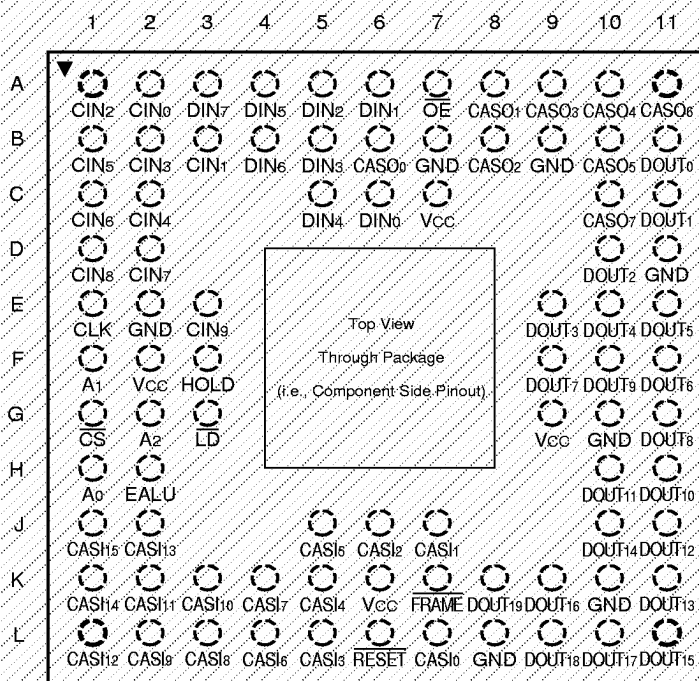 1 2 3 4 5 6 7 8 9 10 11
A
CIN2 CIN0 DIN7 DIN5 DIN2 DIN1 OE CASO1 CASO3 CASO4 CASO6
B
CIN5 CIN3 CIN1 DIN6 DIN3 CASO0 GND CASO2 GND CASO5 DOUT0
C
CIN6 CIN4 DIN4 DIN0 VCC CASO7 DOUT1
D
CIN8 CIN7 DOUT2 GND
E
CLK GND CIN9 DOUT3 DOUT4 DOUT5
Top View
F
Through Package
A1 VCC HOLD DOUT7 DOUT9 DOUT6
(i.e., Component Side Pinout)
G
CS A2 LD VCC GND DOUT8
H
A0 EALU DOUT11 DOUT10
J
CASI15 CASI13 CASI5 CASI2 CASI1 DOUT14 DOUT12
K
CASI14 CASI11 CASI10 CASI7 CASI4 VCC FRAME DOUT19 DOUT16 GND DOUT13
L
CASI12 CASI9 CASI8 CASI6 CASI3 RESET CASI0 GND DOUT18 DOUT17 DOUT15